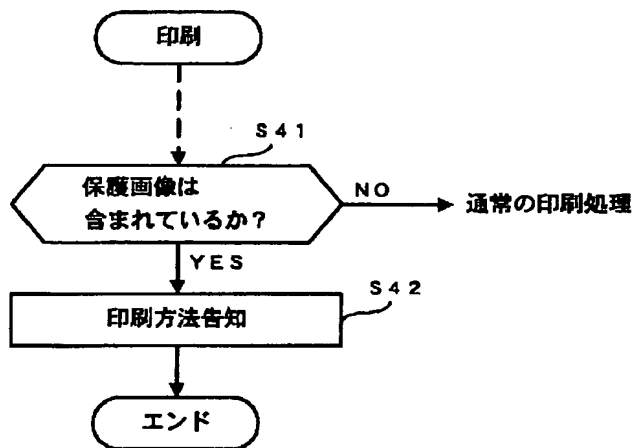 印刷
S41
保護画像は
含まれているか?
NO
通常の印刷処理
YES
S42
印刷方法告知
エンド